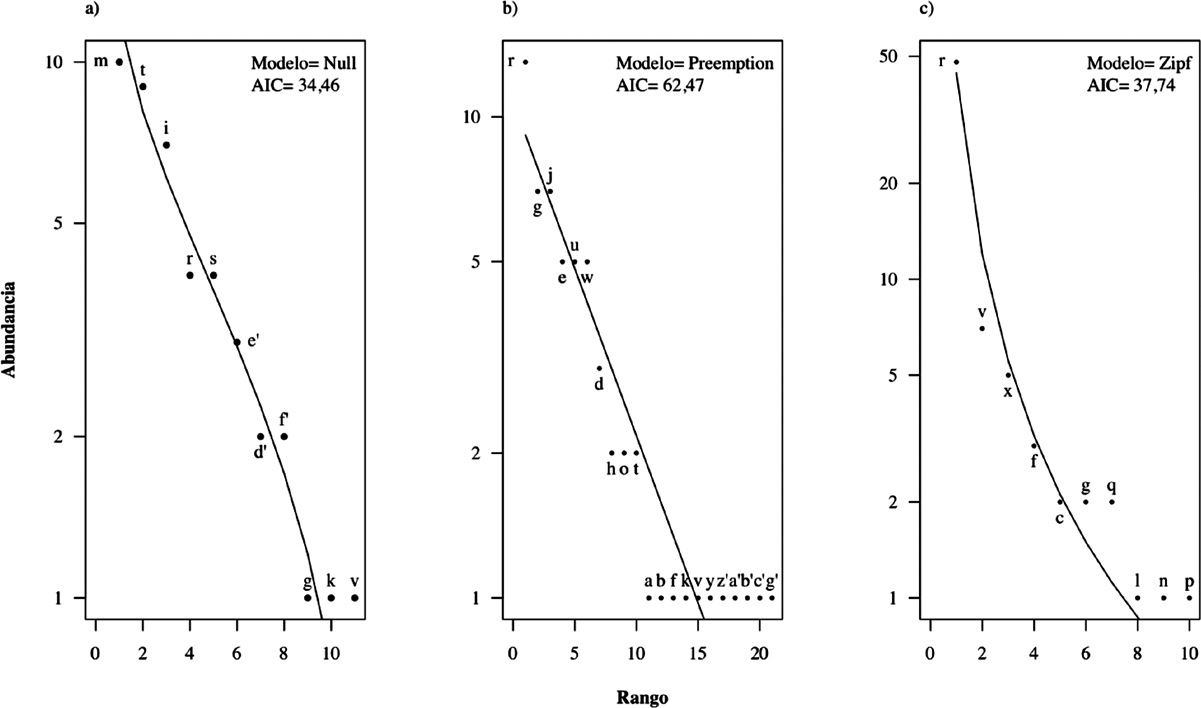 a)
Modelo= Null
AIC= 34,46
10
5
2
1
m
t
i
r
s
e'
d'
f'
g
k
v
0 2 4 6 8 10
b)
Modelo= Preemption
AIC= 62,47
10
5
2
1
r
j
g
u
e
w
d
h o t
a b f k v y z' a' b' c' g'
0 5 10 15 20
c)
Modelo= Zipf
AIC= 37,74
50
20
10
5
2
1
r
v
x
f
c
g
q
l
n
p
0 2 4 6 8 10
Abundancia
Rango